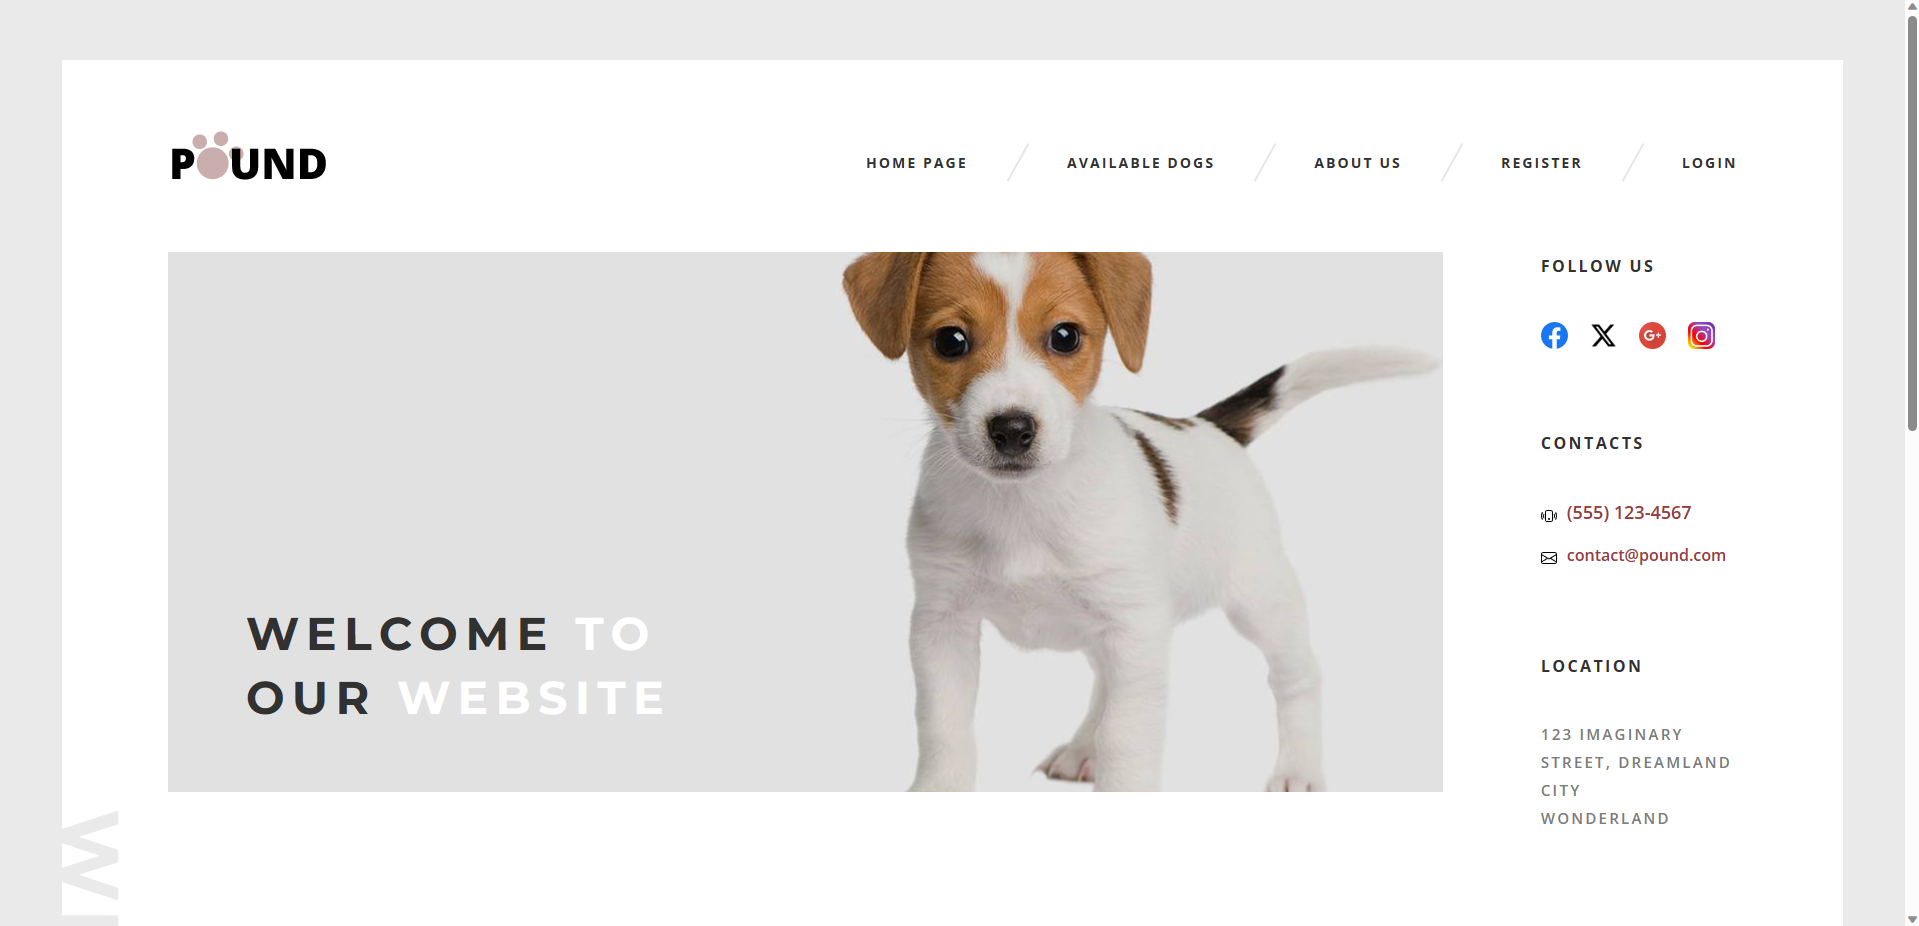 POUND
HOME PAGE
AVAILABLE DOGS
ABOUT US
REGISTER
LOGIN
WELCOME TO
OUR WEBSITE
FOLLOW US
CONTACTS
(555) 123-4567
contact@pound.com
LOCATION
123 IMAGINARY
STREET, DREAMLAND
CITY
WONDERLAND
W